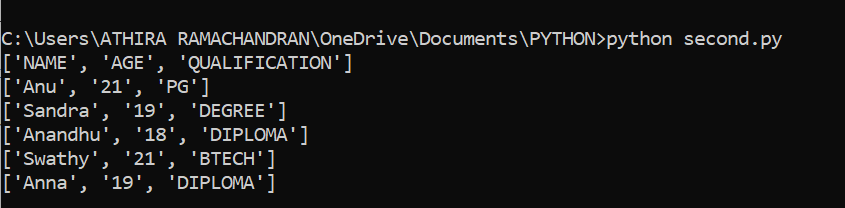 C:\Users\ATHIRA RAMACHANDRAN\OneDrive\Documents\PYTHON>python second.py
['NAME', 'AGE', 'QUALIFICATION']
['Anu', '21', 'PG']
['Sandra', '19', 'DEGREE']
['Anandhu', '18', 'DIPLOMA']
['Swathy', '21', 'BTECH']
['Anna', '19', 'DIPLOMA']